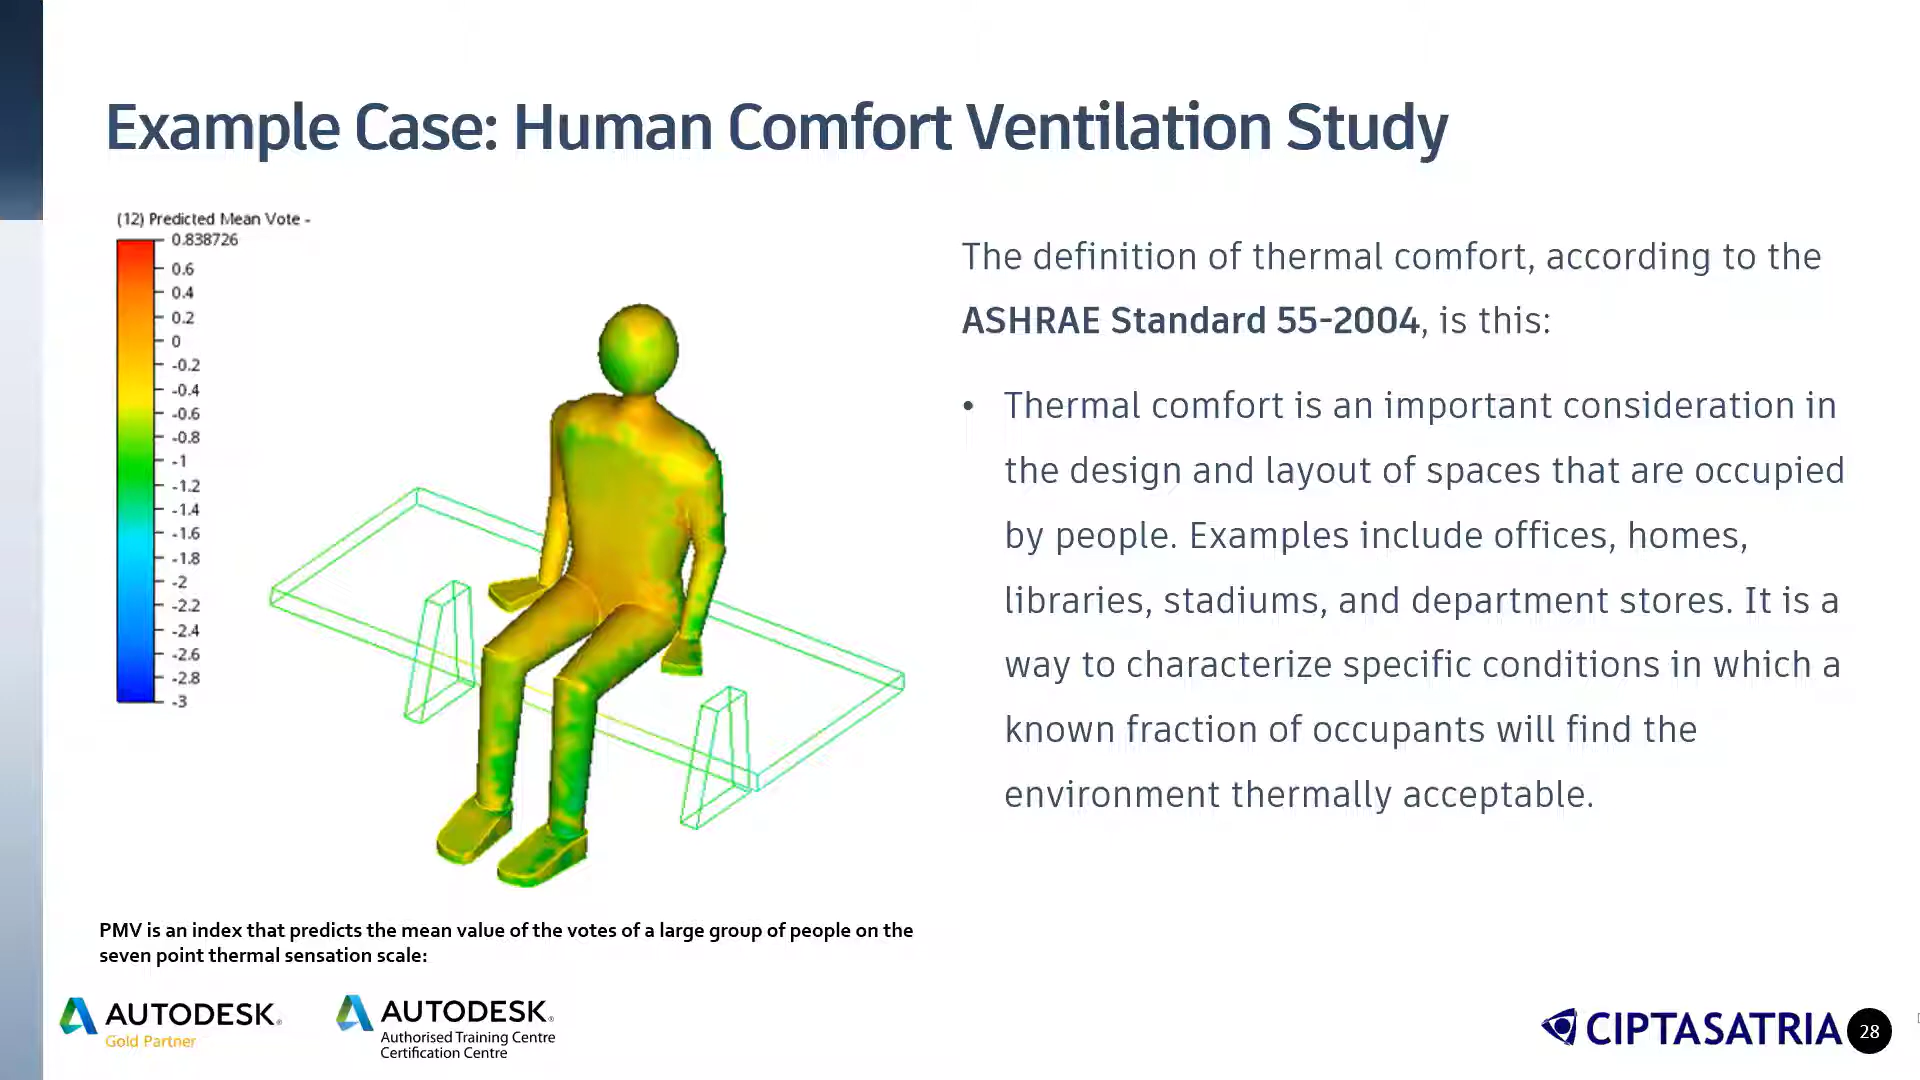 Example Case: Human Comfort Ventilation Study
(12) Predicted Mean Vote -
0.838726
0.6
0.4
0.2
0
-0.2
-0.4
-0.6
-0.8
-1
-1.2
-1.4
-1.6
-1.8
-2
-2.2
-2.4
-2.6
-2.8
-3
The definition of thermal comfort, according to the
ASHRAE Standard 55-2004, is this:
• Thermal comfort is an important consideration in
the design and layout of spaces that are occupied
by people. Examples include offices, homes,
libraries, stadiums, and department stores. It is a
way to characterize specific conditions in which a
known fraction of occupants will find the
environment thermally acceptable.
PMV is an index that predicts the mean value of the votes of a large group of people on the
seven point thermal sensation scale:
AUTODESK®
Gold Partner
AUTODESK®
Authorised Training Centre
Certification Centre
CIPTASATRIA
28